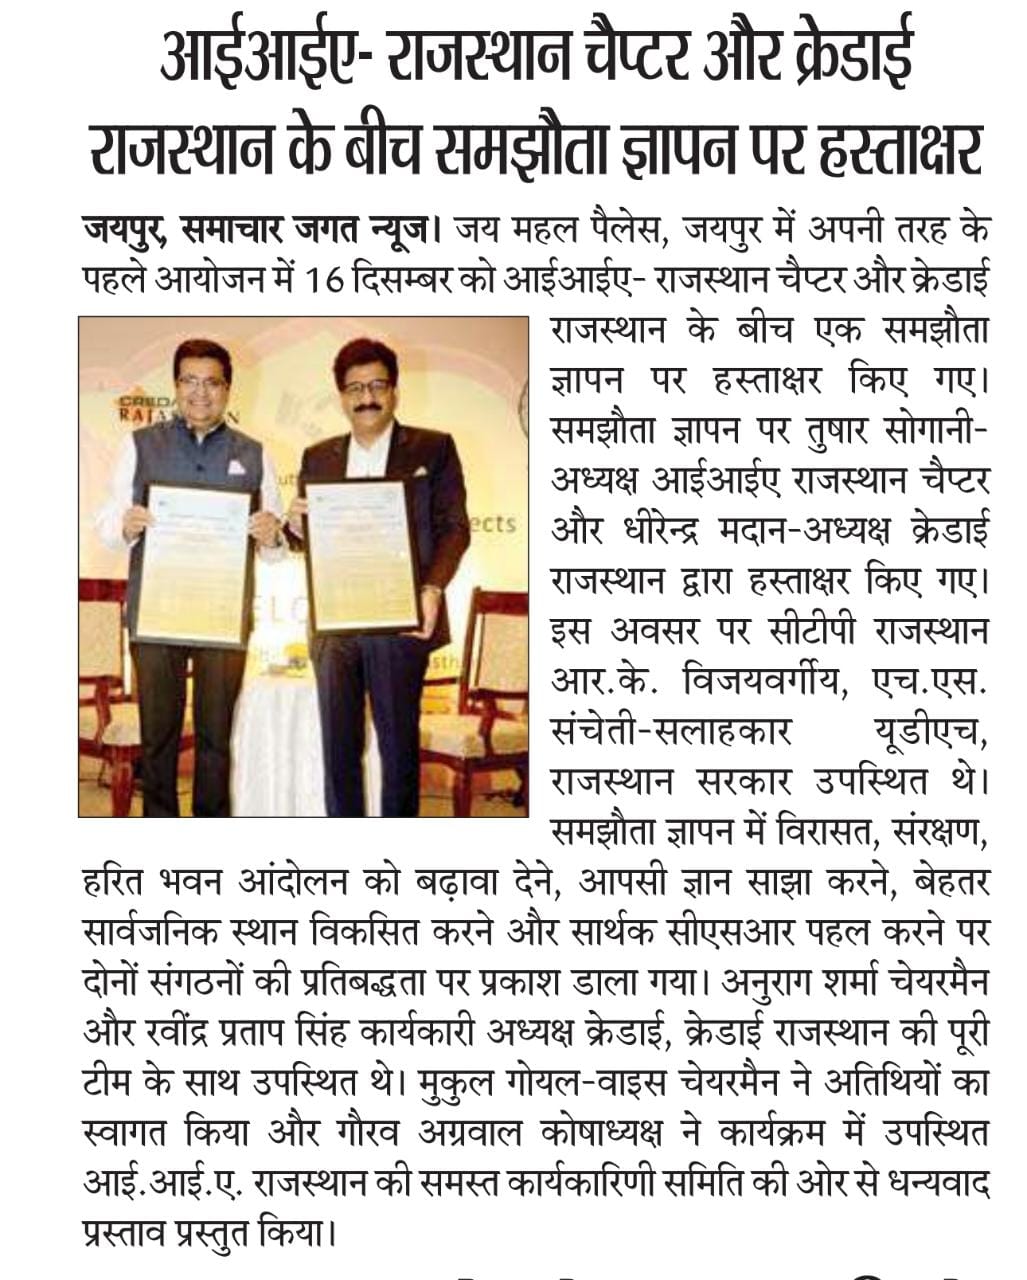 आईआईए- राजस्थान चैप्टर और क्रेडाई
राजस्थान के बीच समझौता ज्ञापन पर हस्ताक्षर
जयपुर, समाचार जगत न्यूज। जय महल पैलेस, जयपुर में अपनी तरह के
पहले आयोजन में 16 दिसम्बर को आईआईए- राजस्थान चैप्टर और क्रेडाई
राजस्थान के बीच एक समझौता
ज्ञापन पर हस्ताक्षर किए गए।
समझौता ज्ञापन पर तुषार सोगानी-
अध्यक्ष आईआईए राजस्थान चैप्टर
और धीरेन्द्र मदान-अध्यक्ष क्रेडाई
राजस्थान द्वारा हस्ताक्षर किए गए।
इस अवसर पर सीटीपी राजस्थान
आर.के. विजयवर्गीय, एच.एस.
संचेती-सलाहकार यूडीएच,
राजस्थान सरकार उपस्थित थे।
समझौता ज्ञापन में विरासत, संरक्षण,
हरित भवन आंदोलन को बढ़ावा देने, आपसी ज्ञान साझा करने, बेहतर
सार्वजनिक स्थान विकसित करने और सार्थक सीएसआर पहल करने पर
दोनों संगठनों की प्रतिबद्धता पर प्रकाश डाला गया। अनुराग शर्मा चेयरमैन
और रवींद्र प्रताप सिंह कार्यकारी अध्यक्ष क्रेडाई, क्रेडाई राजस्थान की पूरी
टीम के साथ उपस्थित थे। मुकुल गोयल-वाइस चेयरमैन ने अतिथियों का
स्वागत किया और गौरव अग्रवाल कोषाध्यक्ष ने कार्यक्रम में उपस्थित
आई.आई.ए. राजस्थान की समस्त कार्यकारिणी समिति की ओर से धन्यवाद
प्रस्ताव प्रस्तुत किया।